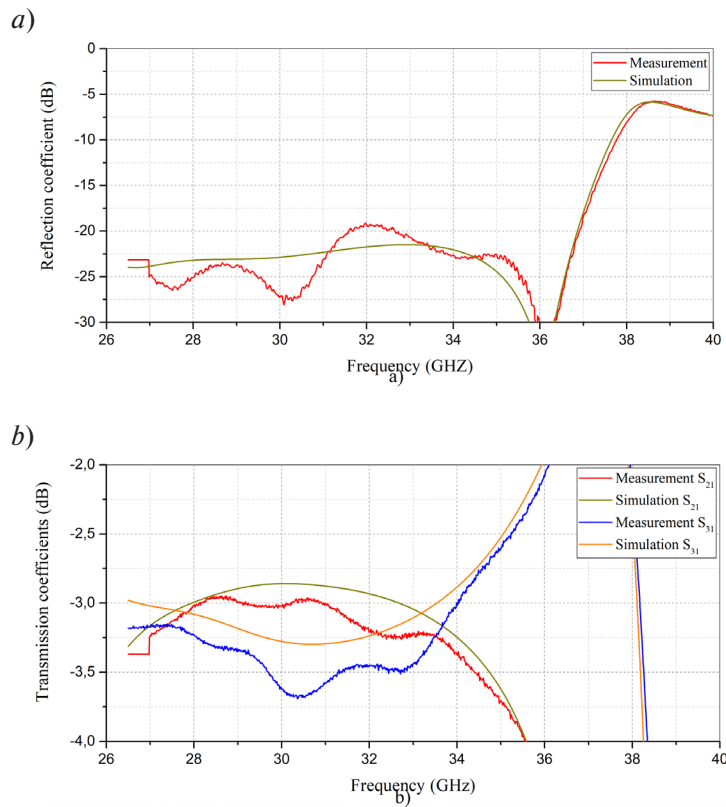 a)
0
-5
-10
-15
-20
-25
-30
Reflection coefficient (dB)
Measurement
Simulation
26 28 30 32 34 36 38 40
Frequency (GHZ)
a)
b)
-2,0
-2,5
-3,0
-3,5
-4,0
Transmission coefficients (dB)
Measurement S21
Simulation S21
Measurement S31
Simulation S31
26 28 30 32 34 36 38 40
Frequency (GHz)
b)